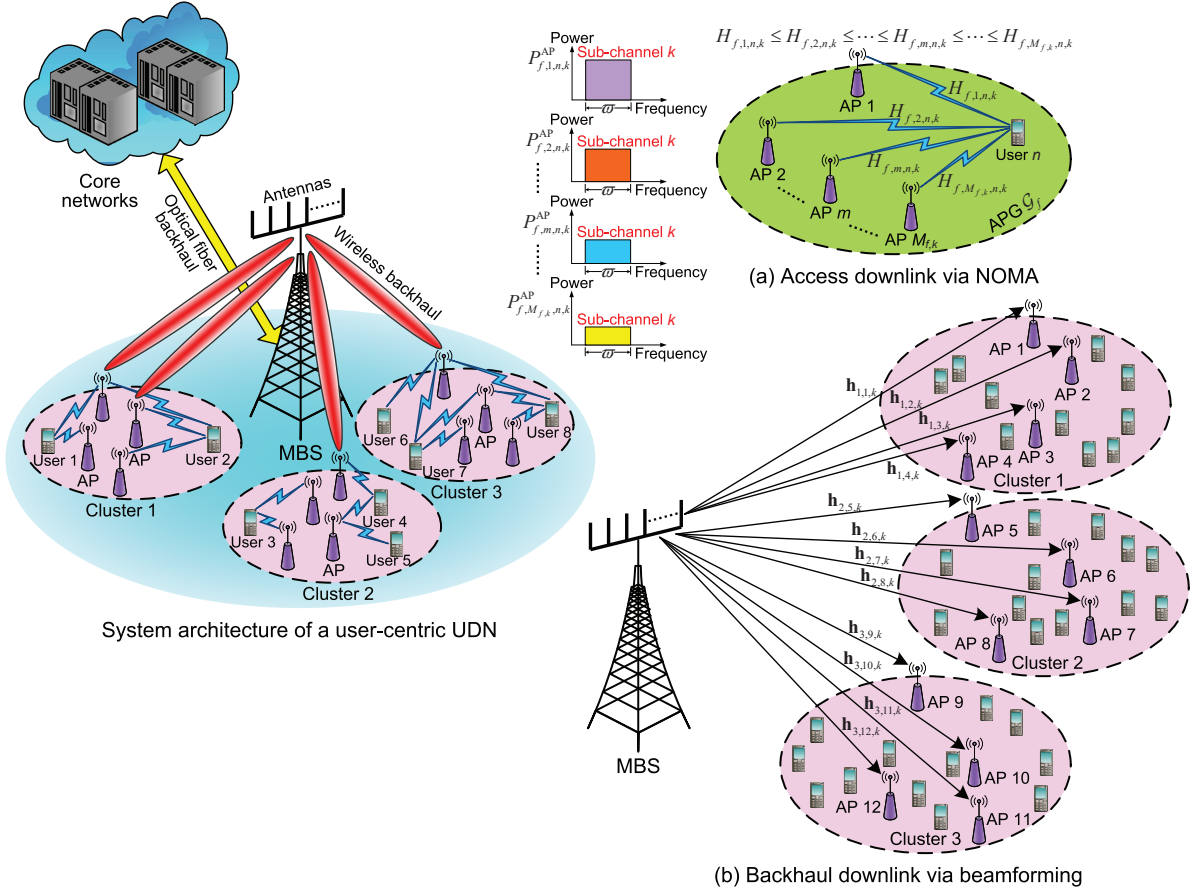 Core
networks
Optical fiber
backhaul
Antennas
Wireless backhaul
MBS
User 1
AP
AP
User 2
Cluster 1
User 3
AP
User 4
User 5
Cluster 2
User 6
User 7
AP
User 8
Cluster 3
System architecture of a user-centric UDN
Power
Sub-channel k
P^{AP}_{f,1,n,k}
ϖ
Frequency
Power
Sub-channel k
P^{AP}_{f,2,n,k}
ϖ
Frequency
Power
Sub-channel k
P^{AP}_{f,m,n,k}
ϖ
Frequency
Power
Sub-channel k
P^{AP}_{f,M_{f,k},n,k}
ϖ
Frequency
H_{f,1,n,k} ≤ H_{f,2,n,k} ≤ ⋯ ≤ H_{f,m,n,k} ≤ ⋯ ≤ H_{f,M_{f,k},n,k}
AP 1
H_{f,1,n,k}
H_{f,2,n,k}
AP 2
User n
H_{f,m,n,k}
AP m
H_{f,M_{f,k},n,k}
AP M_{f,k}
APG 𝒢_f
(a) Access downlink via NOMA
MBS
h_{1,1,k}
h_{1,2,k}
h_{1,3,k}
h_{1,4,k}
AP 1
AP 2
AP 3
AP 4
Cluster 1
h_{2,5,k}
h_{2,6,k}
h_{2,7,k}
h_{2,8,k}
AP 5
AP 6
AP 7
AP 8
Cluster 2
h_{3,9,k}
h_{3,10,k}
h_{3,11,k}
h_{3,12,k}
AP 9
AP 10
AP 11
AP 12
Cluster 3
(b) Backhaul downlink via beamforming